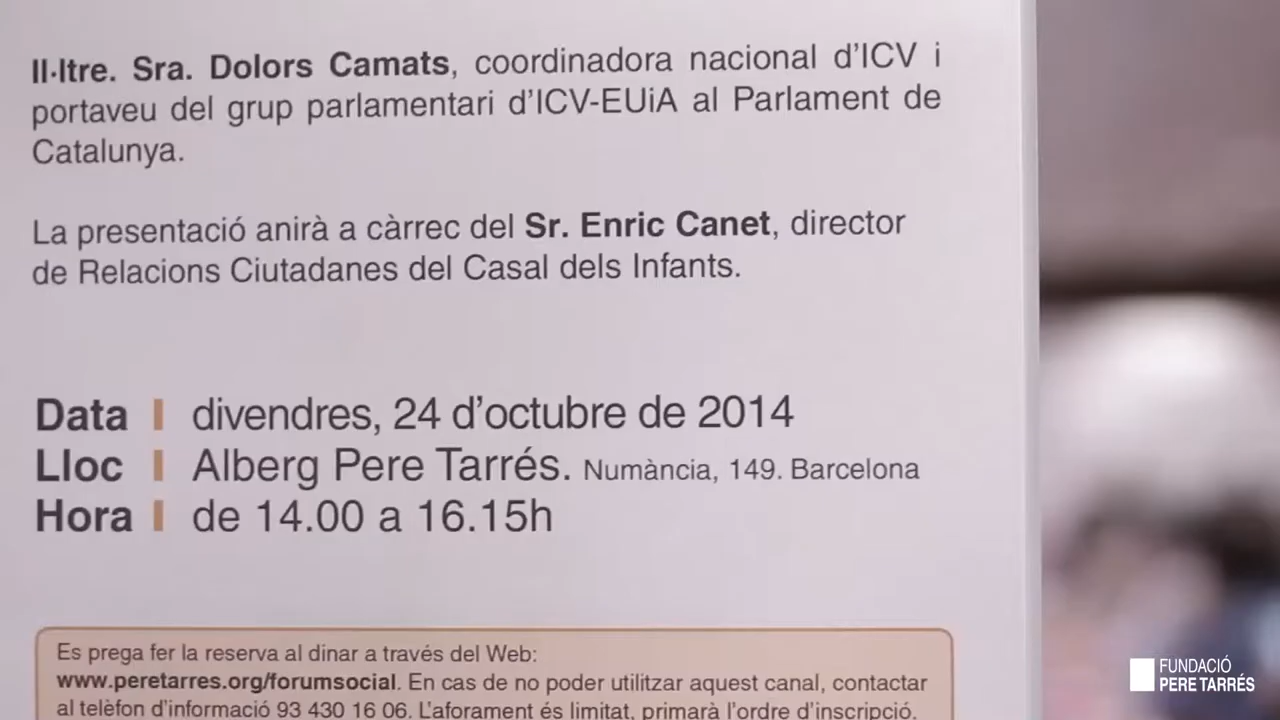 Il·ltre. Sra. Dolors Camats, coordinadora nacional d'ICV i
portaveu del grup parlamentari d'ICV-EUiA al Parlament de
Catalunya.
La presentació anirà a càrrec del Sr. Enric Canet, director
de Relacions Ciutadanes del Casal dels Infants.
Data | divendres, 24 d'octubre de 2014
Lloc | Alberg Pere Tarrés. Numància, 149. Barcelona
Hora | de 14.00 a 16.15h
Es prega fer la reserva al dinar a través del Web:
www.peretarres.org/forumsocial. En cas de no poder utilitzar aquest canal, contactar
al telèfon d'informació 93 430 16 06. L'aforament és limitat, primarà l'ordre d'inscripció.
FUNDACIÓ
PERE TARRÉS